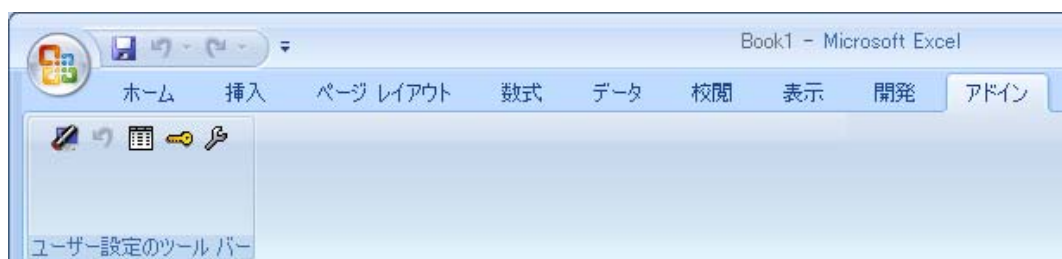 Book1 - Microsoft Excel
ホーム 挿入 ページ レイアウト 数式 データ 校閲 表示 開発 アドイン
ユーザー設定のツール バー